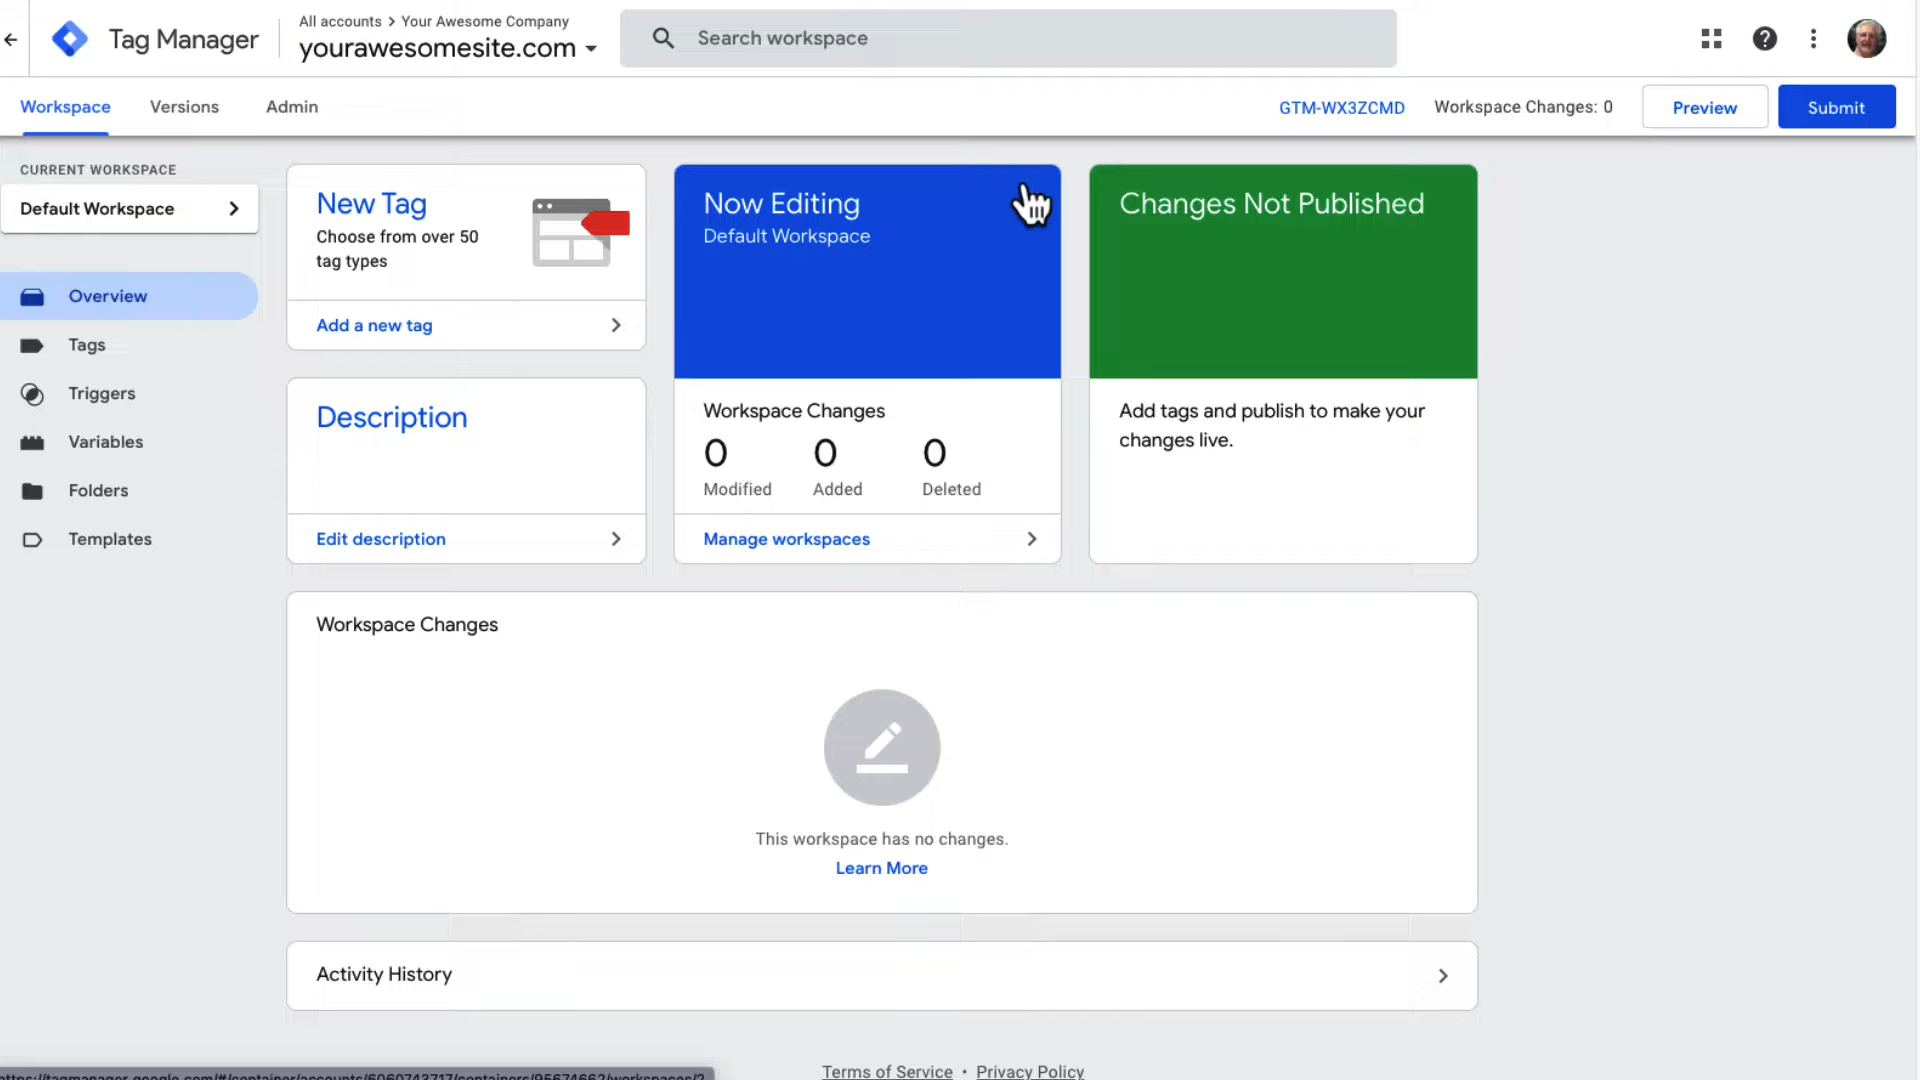 Tag Manager
All accounts > Your Awesome Company
yourawesomesite.com
Search workspace
Workspace
Versions
Admin
GTM-WX3ZCMD
Workspace Changes: 0
Preview
Submit
CURRENT WORKSPACE
Default Workspace
Overview
Tags
Triggers
Variables
Folders
Templates
New Tag
Choose from over 50
tag types
Add a new tag
Description
Edit description
Now Editing
Default Workspace
Workspace Changes
0 0 0
Modified Added Deleted
Manage workspaces
Changes Not Published
Add tags and publish to make your
changes live.
Workspace Changes
This workspace has no changes.
Learn More
Activity History
Terms of Service • Privacy Policy